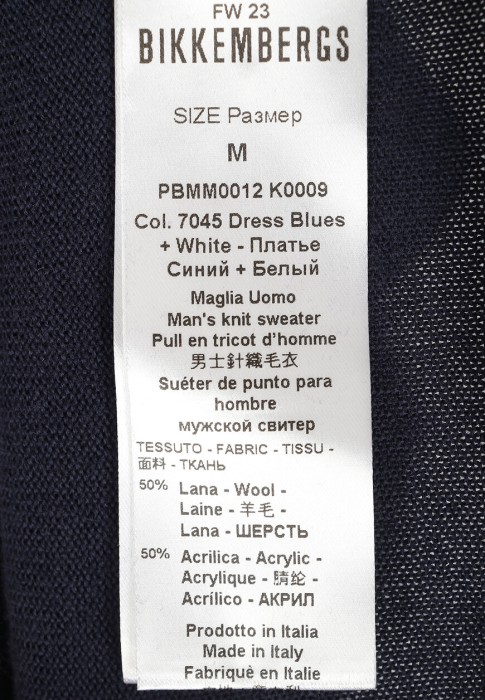 FW 23
BIKKEMBERGS
SIZE Размер
M
PBMM0012 K0009
Col. 7045 Dress Blues
+ White - Платье
Синий + Белый
Maglia Uomo
Man's knit sweater
Pull en tricot d'homme
男士針織毛衣
Suéter de punto para
hombre
мужской свитер
TESSUTO - FABRIC - TISSU -
面料 - ТКАНЬ
50% Lana - Wool -
Laine - 羊毛 -
Lana - ШЕРСТЬ
50% Acrilica - Acrylic -
Acrylique - 腈纶 -
Acrílico - АКРИЛ
Prodotto in Italia
Made in Italy
Fabriquè en Italie